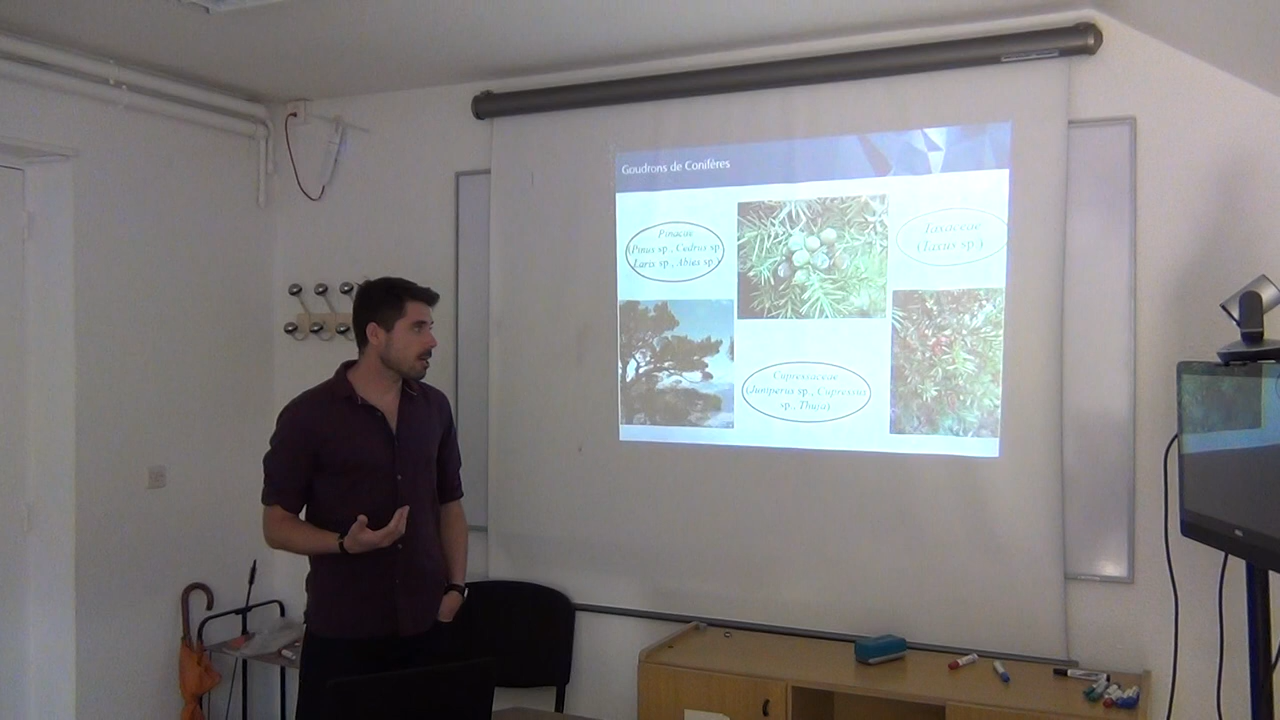 Goudrons de Conifères
Pinacae
(Pinus sp., Cedrus sp.
Larix sp., Abies sp.)
Taxaceae
(Taxus sp.)
Cupressaceae
(Juniperus sp., Cupressus
sp., Thuja)